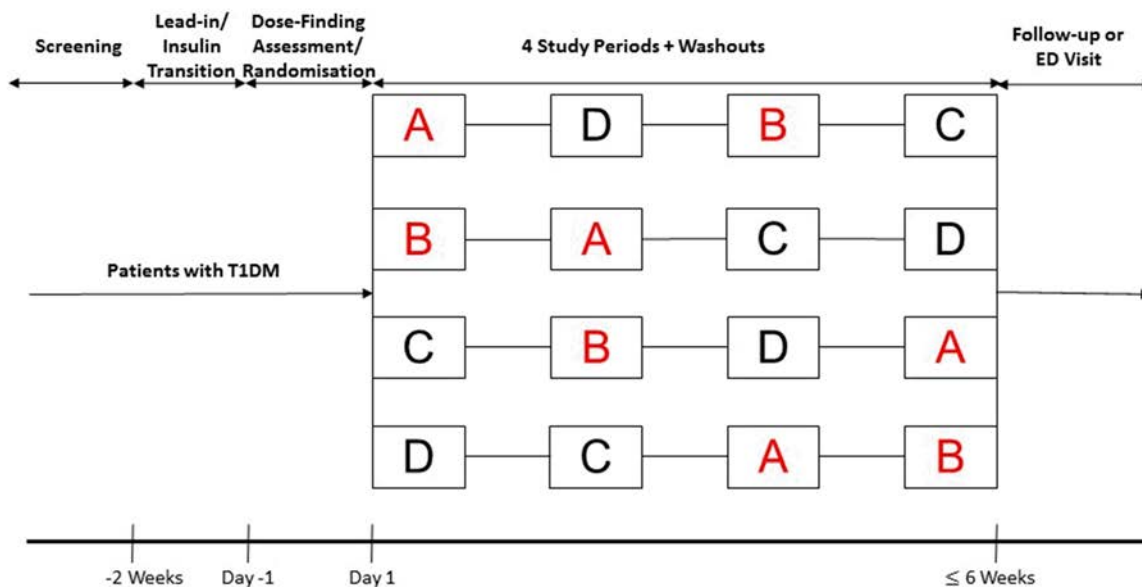 Screening
Lead-in/
Insulin
Transition
Dose-Finding
Assessment/
Randomisation
4 Study Periods + Washouts
Follow-up or
ED Visit
A D B C
B A C D
Patients with T1DM
C B D A
D C A B
-2 Weeks Day -1 Day 1 ≤ 6 Weeks